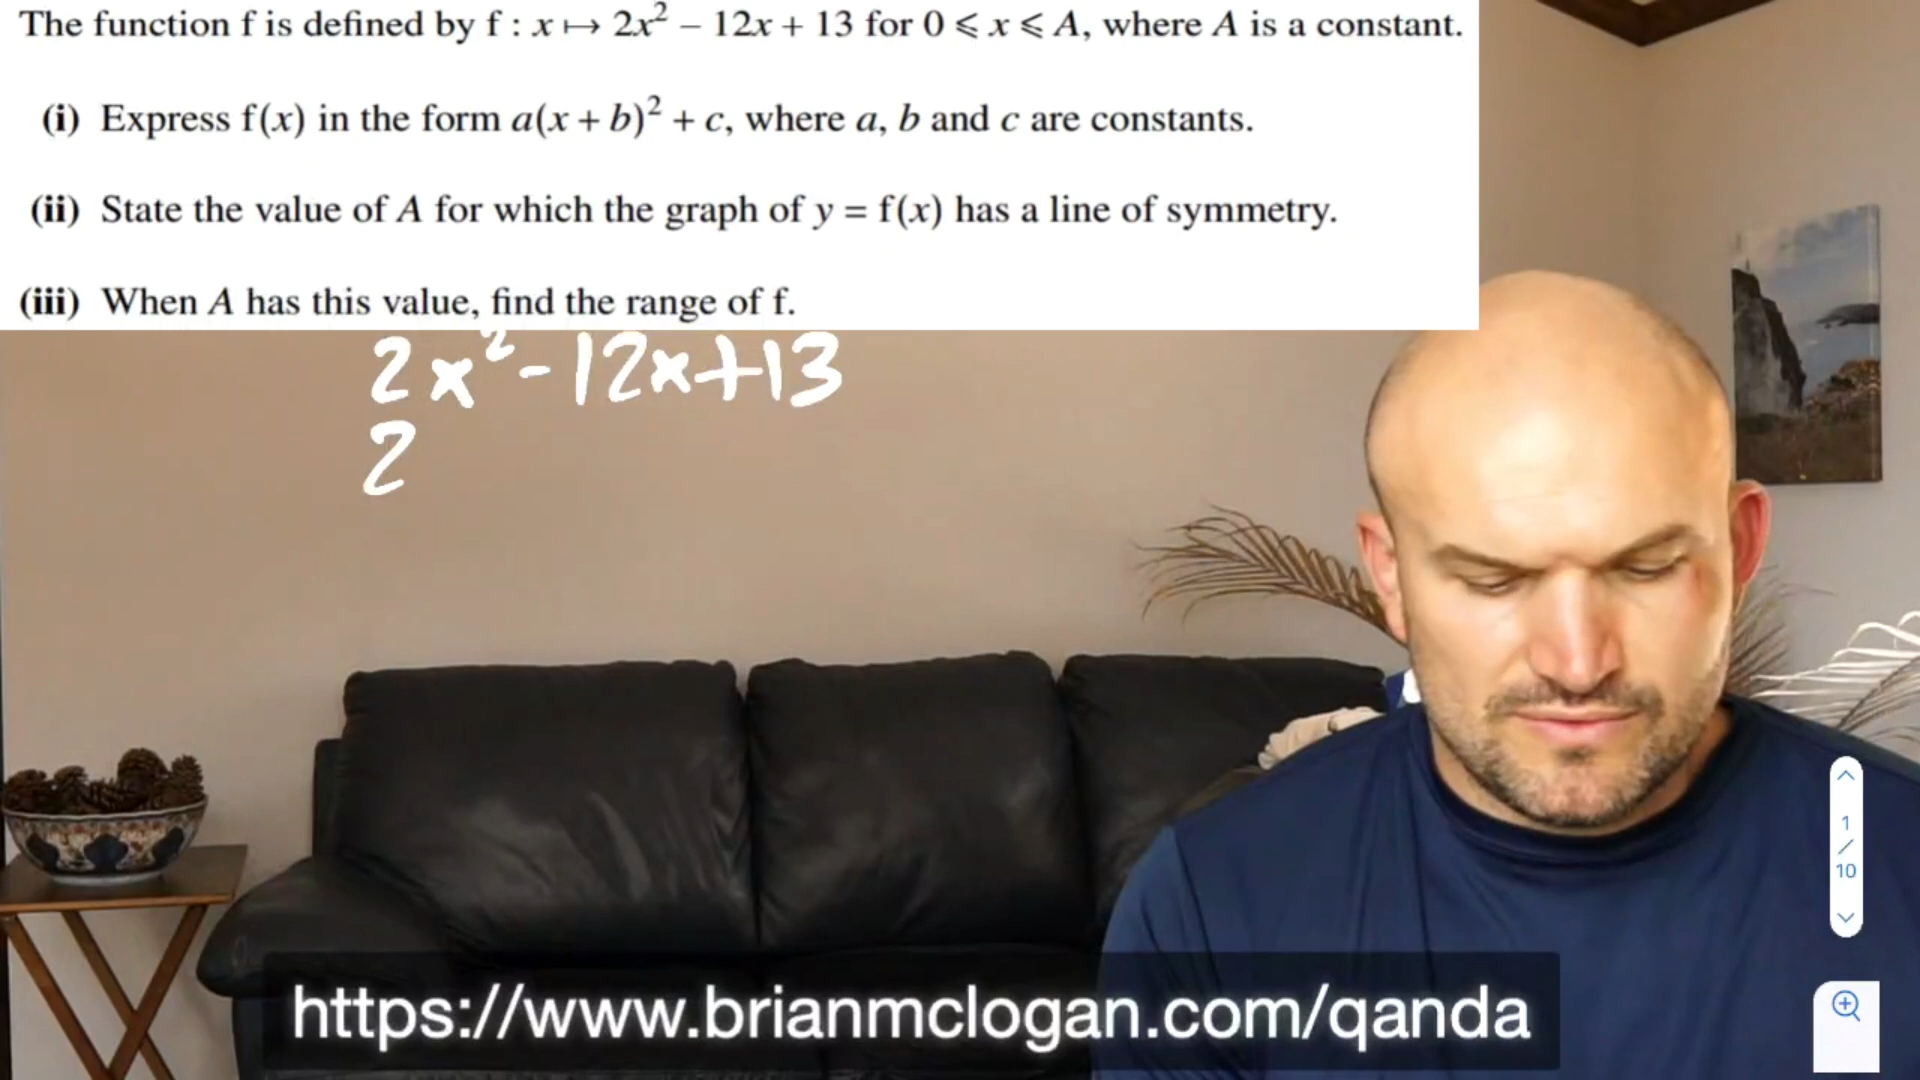 The function f is defined by f : x ↦ 2x² − 12x + 13 for 0 ⩽ x ⩽ A, where A is a constant.
(i) Express f(x) in the form a(x + b)² + c, where a, b and c are constants.
(ii) State the value of A for which the graph of y = f(x) has a line of symmetry.
(iii) When A has this value, find the range of f.
2x² - 12x + 13
2
1
/
10
https://www.brianmclogan.com/qanda